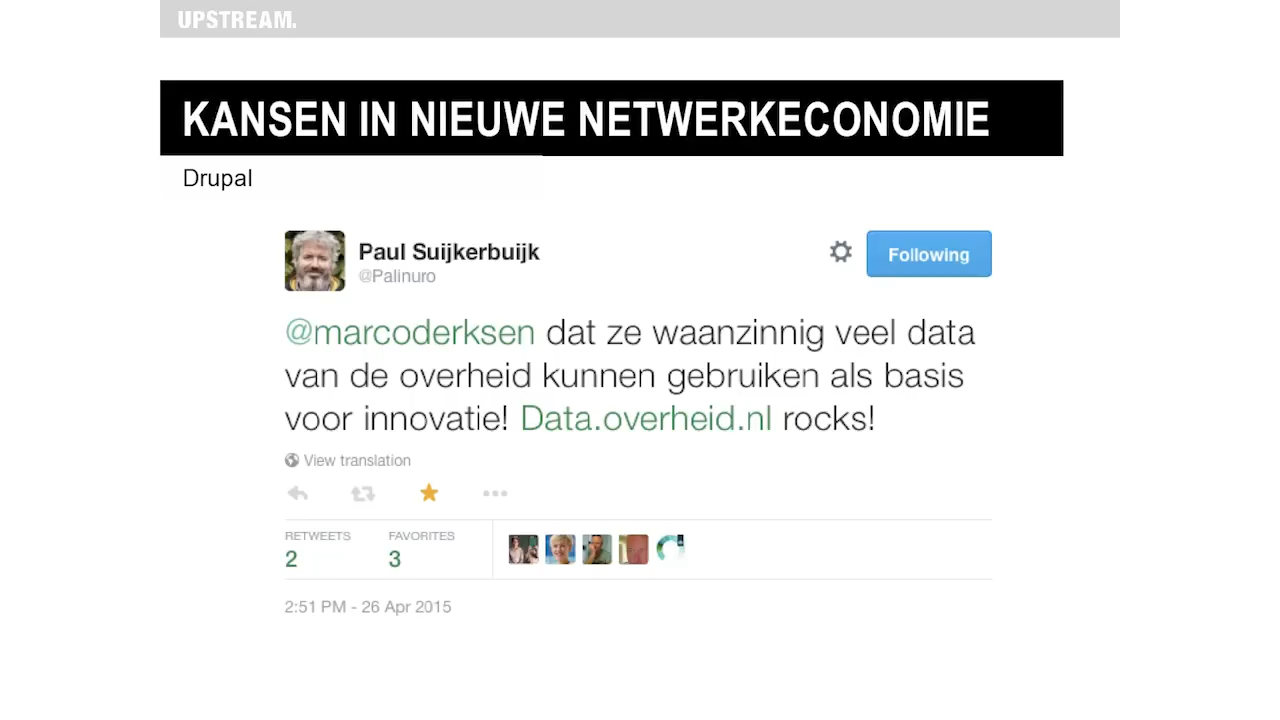 UPSTREAM.
KANSEN IN NIEUWE NETWERKECONOMIE
Drupal
Paul Suijkerbuijk
@Palinuro
Following
@marcoderksen dat ze waanzinnig veel data
van de overheid kunnen gebruiken als basis
voor innovatie! Data.overheid.nl rocks!
View translation
RETWEETS FAVORITES
2 3
2:51 PM - 26 Apr 2015